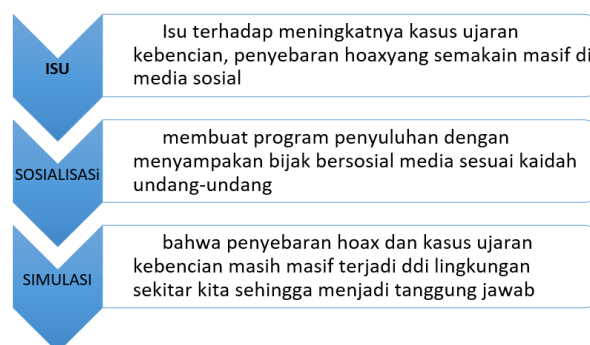 ISU
Isu terhadap meningkatnya kasus ujaran
kebencian, penyebaran hoaxyang semakain masif di
media sosial
SOSIALISASi
membuat program penyuluhan dengan
menyampakan bijak bersosial media sesuai kaidah
undang-undang
SIMULASI
bahwa penyebaran hoax dan kasus ujaran
kebencian masih masif terjadi ddi lingkungan
sekitar kita sehingga menjadi tanggung jawab